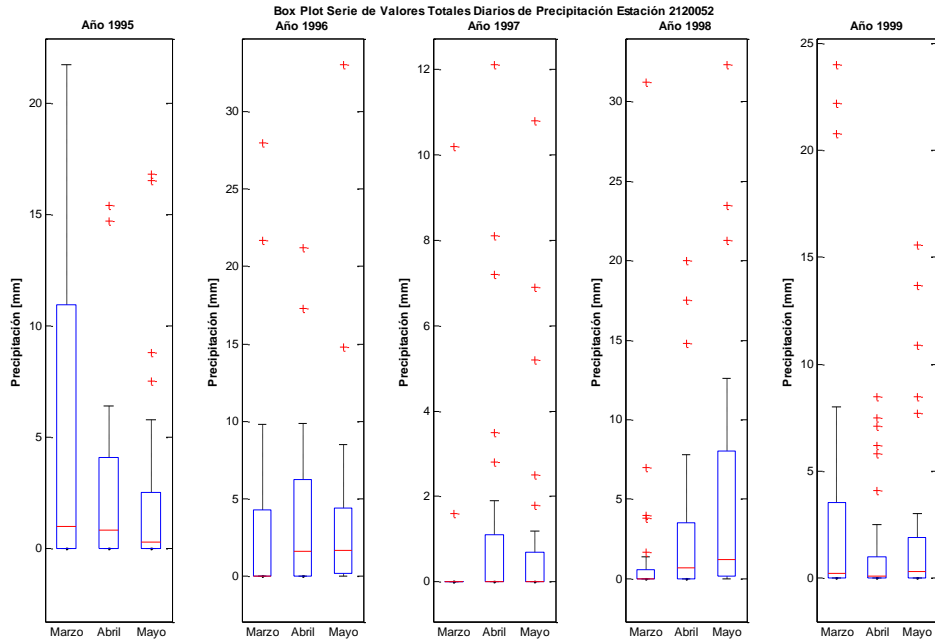 Box Plot Serie de Valores Totales Diarios de Precipitación Estación 2120052
Año 1995
Año 1996
Año 1997
Año 1998
Año 1999
Precipitación [mm]
20
15
10
5
0
Marzo Abril Mayo
Precipitación [mm]
30
25
20
15
10
5
0
Marzo Abril Mayo
Precipitación [mm]
12
10
8
6
4
2
0
Marzo Abril Mayo
Precipitación [mm]
30
25
20
15
10
5
0
Marzo Abril Mayo
Precipitación [mm]
25
20
15
10
5
0
Marzo Abril Mayo